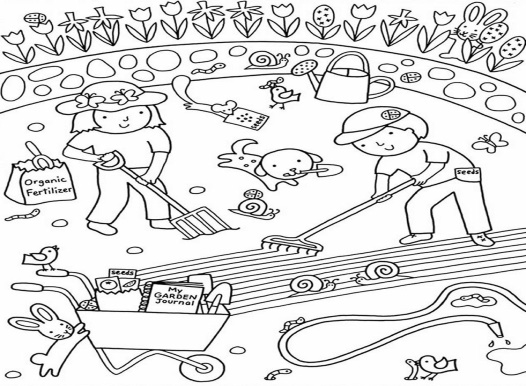 seeds
seeds
Organic
Fertilizer
seeds
My
GARDEN
Journal